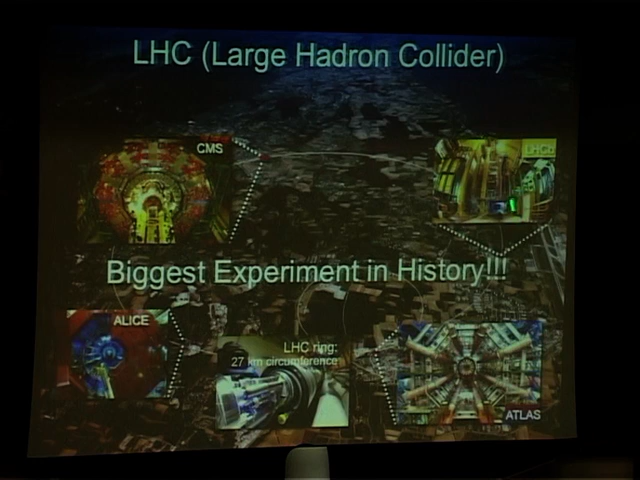 LHC (Large Hadron Collider)
CMS
LHCb
Biggest Experiment in History!!!
ALICE
LHC ring:
27 km circumference
ATLAS